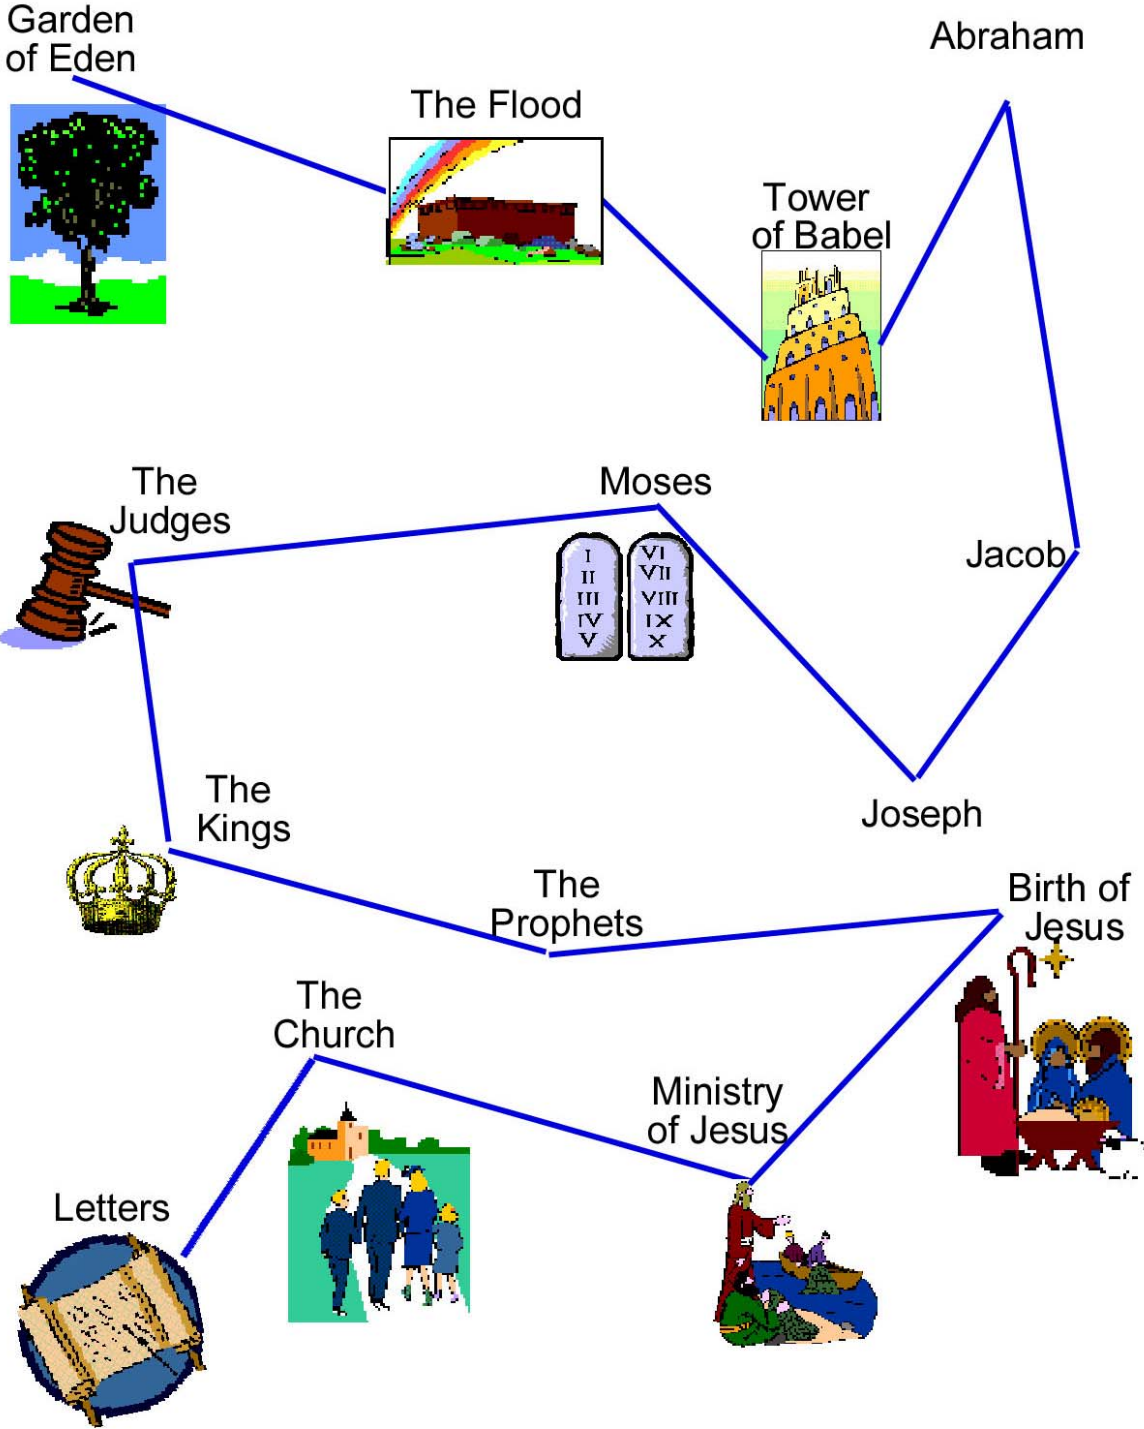 Garden
of Eden
The Flood
Tower
of Babel
Abraham
Jacob
Joseph
Moses
I
II
III
IV
V
VI
VII
VIII
IX
X
The
Judges
The
Kings
The
Prophets
Birth of
Jesus
Ministry
of Jesus
The
Church
Letters